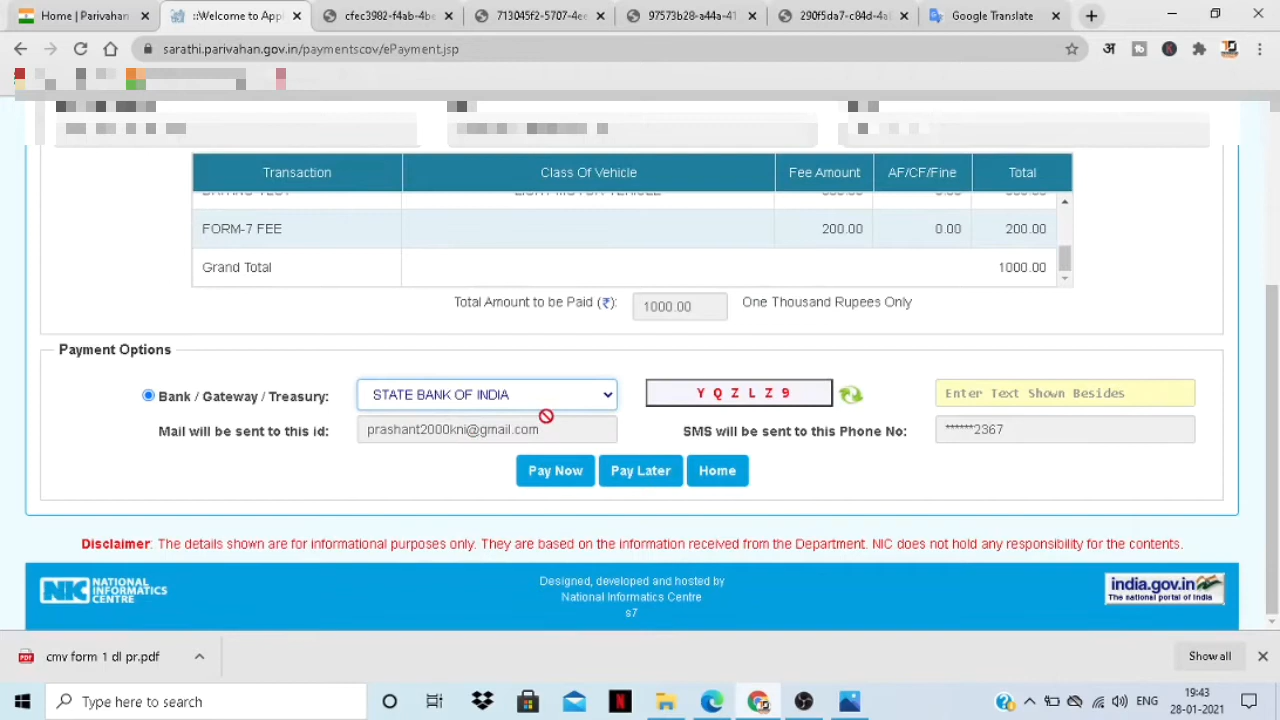 Home | Parivahan
::Welcome to Appl
cfec3982-f4ab-4be
713045f2-5707-4ec
97573b28-a441-41
290f5da7-c84d-4a
Google Translate
sarathi.parivahan.gov.in/paymentscov/ePayment.jsp
अ
Transaction Class Of Vehicle Fee Amount AF/CF/Fine Total
FORM-7 FEE 200.00 0.00 200.00
Grand Total 1000.00
Total Amount to be Paid (₹): 1000.00 One Thousand Rupees Only
Payment Options
Bank / Gateway / Treasury: STATE BANK OF INDIA Y Q Z L Z 9 Enter Text Shown Besides
Mail will be sent to this id: prashant2000kni@gmail.com SMS will be sent to this Phone No: ******2367
Pay Now Pay Later Home
Disclaimer: The details shown are for informational purposes only. They are based on the information received from the Department. NIC does not hold any responsibility for the contents.
NIC NATIONAL INFORMATICS CENTRE
Designed, developed and hosted by
National Informatics Centre
s7
india.gov.in
The national portal of India
cmv form 1 dl pr.pdf
Show all
Type here to search
ENG
19:43
28-01-2021